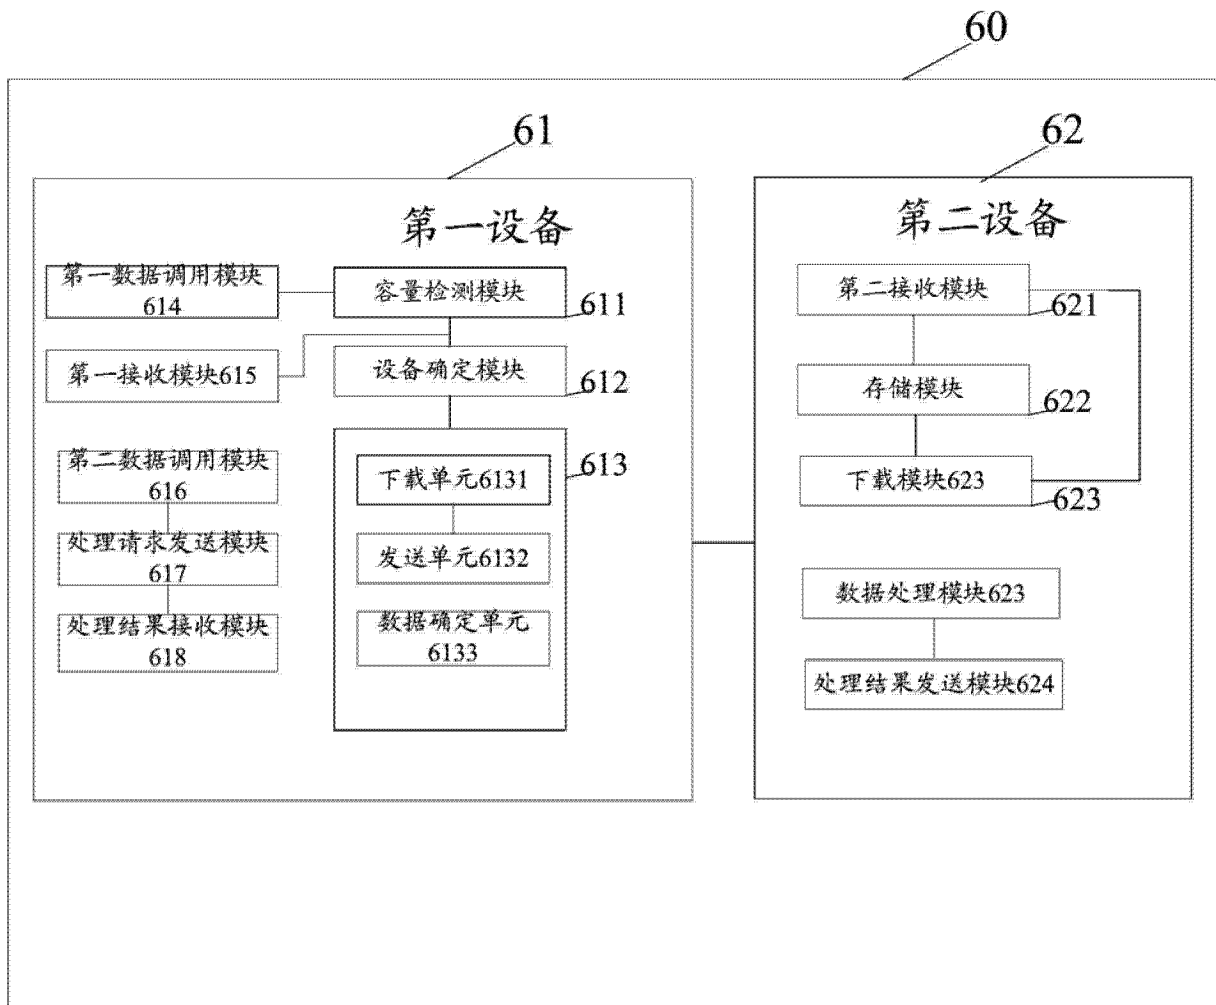 60
61
第一设备
第一数据调用模块
614
容量检测模块
611
第一接收模块615
设备确定模块
612
613
第二数据调用模块
616
下载单元6131
处理请求发送模块
617
发送单元6132
处理结果接收模块
618
数据确定单元
6133
62
第二设备
第二接收模块
621
存储模块
622
下载模块623
623
数据处理模块623
处理结果发送模块624